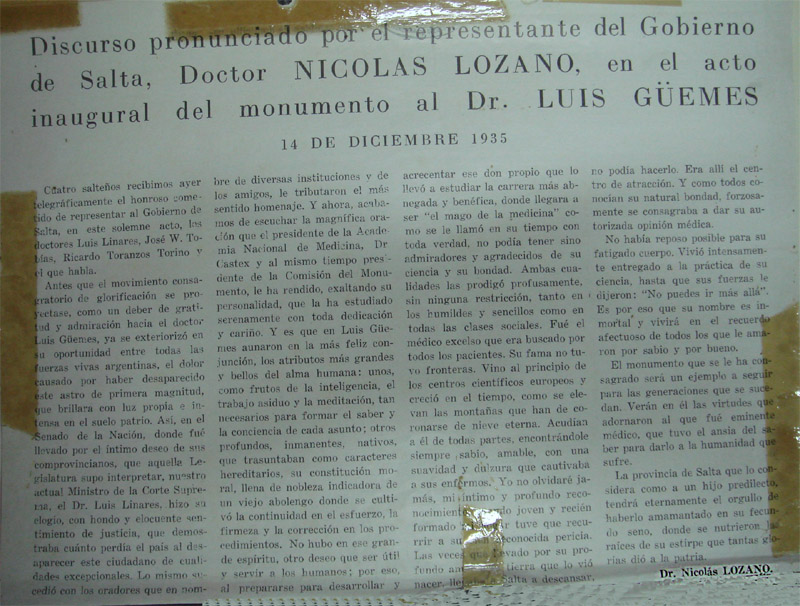 Discurso pronunciado por el representante del Gobierno
de Salta, Doctor NICOLAS LOZANO, en el acto
inaugural del monumento al Dr. LUIS GÜEMES
14 DE DICIEMBRE 1935
Cuatro salteños recibimos ayer
telegráficamente el honroso come-
tido de representar al Gobierno de
Salta, en este solemne acto, los
doctores Luis Linares, José W. To-
bías, Ricardo Toranzos Torino y
el que habla.
Antes que el movimiento consa-
gratorio de glorificación se pro-
yectase, como un deber de grati-
tud y admiración hacia el doctor
Luis Güemes, ya se exteriorizó en
su oportunidad entre todas las
fuerzas vivas argentinas, el dolor
causado por haber desaparecido
este astro de primera magnitud,
que brillara con luz propia e in-
tensa en el suelo patrio. Así, en el
Senado de la Nación, donde fué
llevado por el íntimo deseo de sus
comprovincianos, que aquella Le-
gislatura supo interpretar, nuestro
actual Ministro de la Corte Supre-
ma, el Dr. Luis Linares, hizo su
elogio, con hondo y elocuente sen-
timiento de justicia, que demos-
traba cuánto perdía el país al des-
aparecer este ciudadano de cuali-
dades excepcionales. Lo mismo su-
cedió con los oradores que en nom-
bre de diversas instituciones y de
los amigos, le tributaron el más
sentido homenaje. Y ahora, acaba-
mos de escuchar la magnífica ora-
ción que el presidente de la Acade-
mia Nacional de Medicina, Dr.
Castex y al mismo tiempo presi-
dente de la Comisión del Monu-
mento, le ha rendido, exaltando su
personalidad, que la ha estudiado
serenamente con toda dedicación
y cariño. Y es que en Luis Güe-
mes aunaron en la más feliz con-
junción, los atributos más grandes
y bellos del alma humana: unos,
como frutos de la inteligencia, el
trabajo asiduo y la meditación, tan
necesarios para formar el saber y
la conciencia de cada asunto; otros
profundos, inmanentes, nativos,
que trasuntaban como caracteres
hereditarios, su constitución mo-
ral, llena de nobleza indicadora de
un viejo abolengo donde se culti-
vó la continuidad en el esfuerzo, la
firmeza y la corrección en los pro-
cedimientos. No hubo en ese gran-
de espíritu, otro deseo que ser útil
y servir a los humanos; por eso,
al prepararse para desarrollar y
acrecentar ese don propio que lo
llevó a estudiar la carrera más ab-
negada y benéfica, donde llegara a
ser "el mago de la medicina" co-
mo se le llamó en su tiempo con
toda verdad, no podía tener sino
admiradores y agradecidos de su
ciencia y su bondad. Ambas cua-
lidades las prodigó profusamente,
sin ninguna restricción, tanto en
los humildes y sencillos como en
todas las clases sociales. Fué el
médico excelso que era buscado por
todos los pacientes. Su fama no tu-
vo fronteras. Vino al principio de
los centros científicos europeos y
creció en el tiempo, como se ele-
van las montañas que han de co-
ronarse de nieve eterna. Acudían
a él de todas partes, encontrándole
siempre sabio, amable, con una
suavidad y dulzura que cautivaba
a sus enfermos. Yo no olvidaré ja-
más, mi íntimo y profundo reco-
nocimiento joven y recién
formado tuve que recu-
rrir a su reconocida pericia.
Las veces llevado por su pro-
fundo tierra que lo vió
nacer, Salta a descansar,
no podía hacerlo. Era allí el cen-
tro de atracción. Y como todos co-
nocían su natural bondad, forzosa-
mente se consagraba a dar su au-
torizada opinión médica.
No había reposo posible para su
fatigado cuerpo. Vivió intensamen-
te entregado a la práctica de su
ciencia, hasta que sus fuerzas le
dijeron: "No puedes ir más allá".
Es por eso que su nombre es in-
mortal y vivirá en el recuerdo
afectuoso de todos los que le ama-
ron por sabio y por bueno.
El monumento que se le ha con-
sagrado será un ejemplo a seguir
para las generaciones que se suce-
dan. Verán en él las virtudes que
adornaron al que fué eminente
médico, que tuvo el ansia del sa-
ber para darlo a la humanidad que
sufre.
La provincia de Salta que lo con-
sidera como a un hijo predilecto,
tendrá eternamente el orgullo de
haberlo amamantado en su fecun-
do seno, donde se nutrieron las
raíces de su estirpe que tantas glo-
rias dió a la patria.
Dr. Nicolás LOZANO.